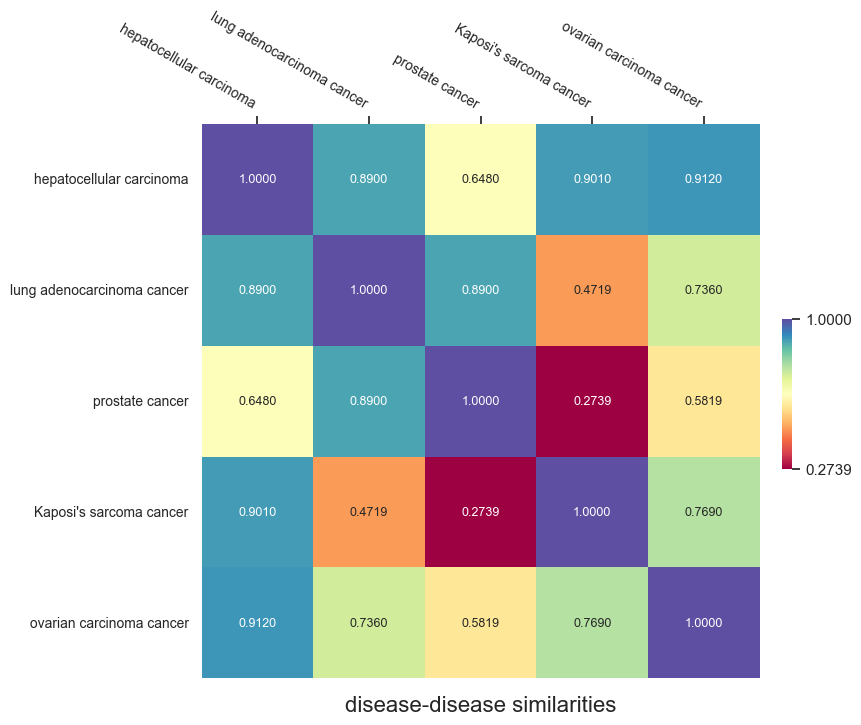 hepatocellular carcinoma
lung adenocarcinoma cancer
prostate cancer
Kaposi's sarcoma cancer
ovarian carcinoma cancer
hepatocellular carcinoma 1.0000 0.8900 0.6480 0.9010 0.9120
lung adenocarcinoma cancer 0.8900 1.0000 0.8900 0.4719 0.7360
prostate cancer 0.6480 0.8900 1.0000 0.2739 0.5819
Kaposi's sarcoma cancer 0.9010 0.4719 0.2739 1.0000 0.7690
ovarian carcinoma cancer 0.9120 0.7360 0.5819 0.7690 1.0000
1.0000
0.2739
disease-disease similarities